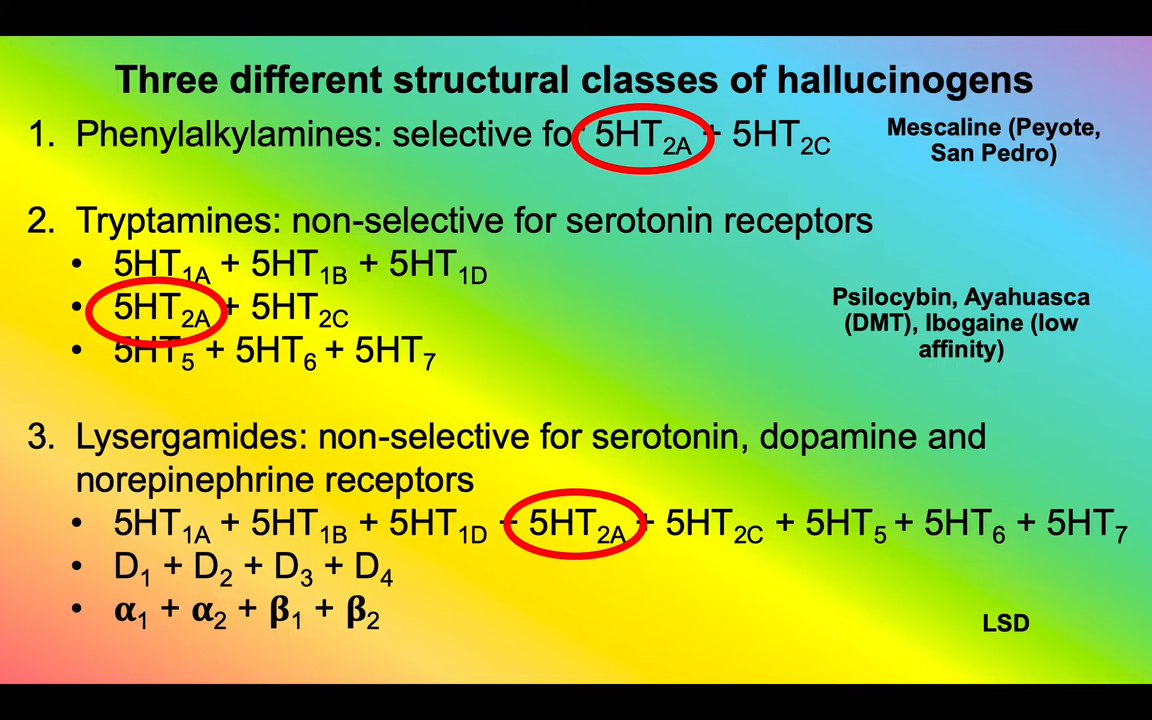 Three different structural classes of hallucinogens
1. Phenylalkylamines: selective for 5HT2A + 5HT2C
Mescaline (Peyote,
San Pedro)
2. Tryptamines: non-selective for serotonin receptors
• 5HT1A + 5HT1B + 5HT1D
• 5HT2A + 5HT2C
• 5HT5 + 5HT6 + 5HT7
Psilocybin, Ayahuasca
(DMT), Ibogaine (low
affinity)
3. Lysergamides: non-selective for serotonin, dopamine and
norepinephrine receptors
• 5HT1A + 5HT1B + 5HT1D + 5HT2A + 5HT2C + 5HT5 + 5HT6 + 5HT7
• D1 + D2 + D3 + D4
• α1 + α2 + β1 + β2
LSD